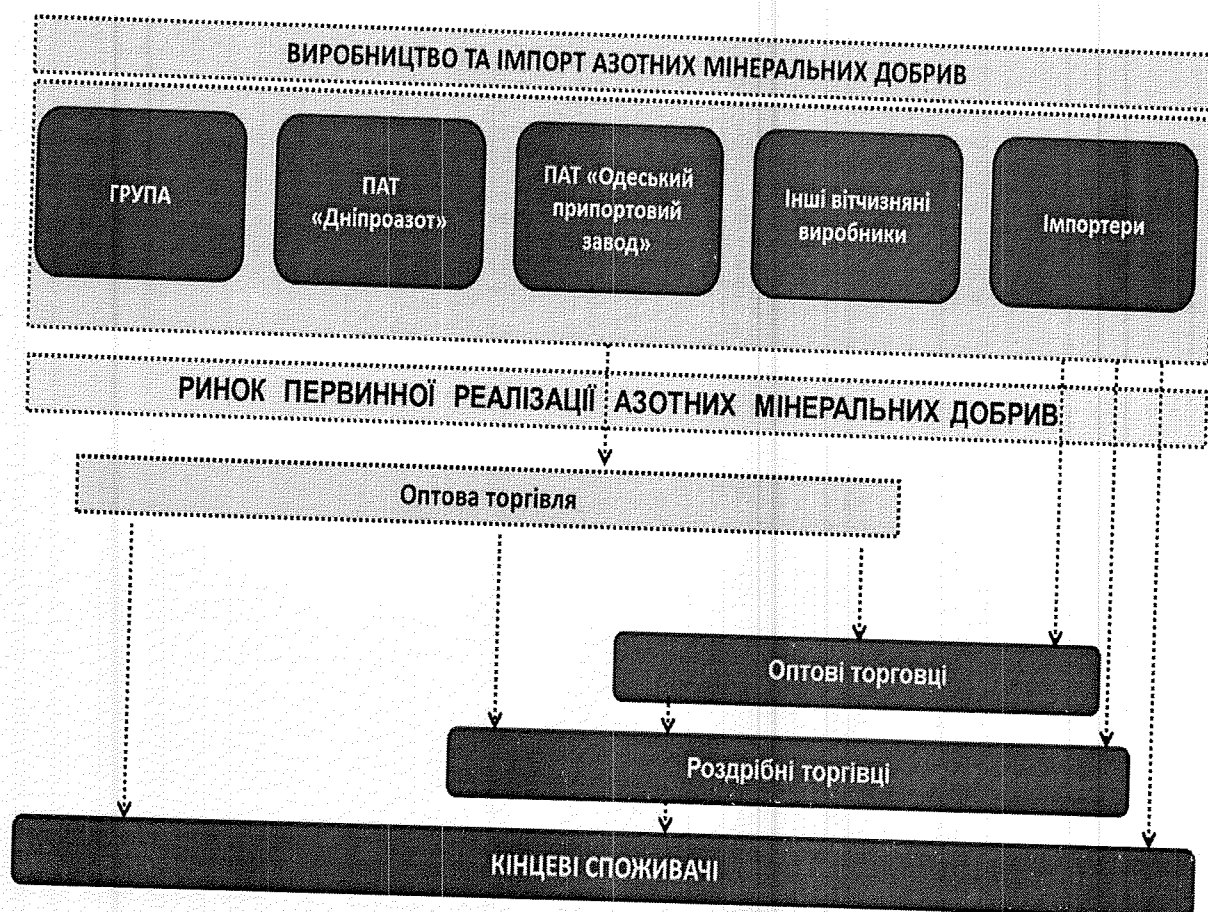 ВИРОБНИЦТВО ТА ІМПОРТ АЗОТНИХ МІНЕРАЛЬНИХ ДОБРИВ
ГРУПА
ПАТ
«Дніпроазот»
ПАТ «Одеський
припортовий
завод»
Інші вітчизняні
виробники
Імпортери
РИНОК ПЕРВИННОЇ РЕАЛІЗАЦІЇ АЗОТНИХ МІНЕРАЛЬНИХ ДОБРИВ
Оптова торгівля
Оптові торговці
Роздрібні торгівці
КІНЦЕВІ СПОЖИВАЧІ